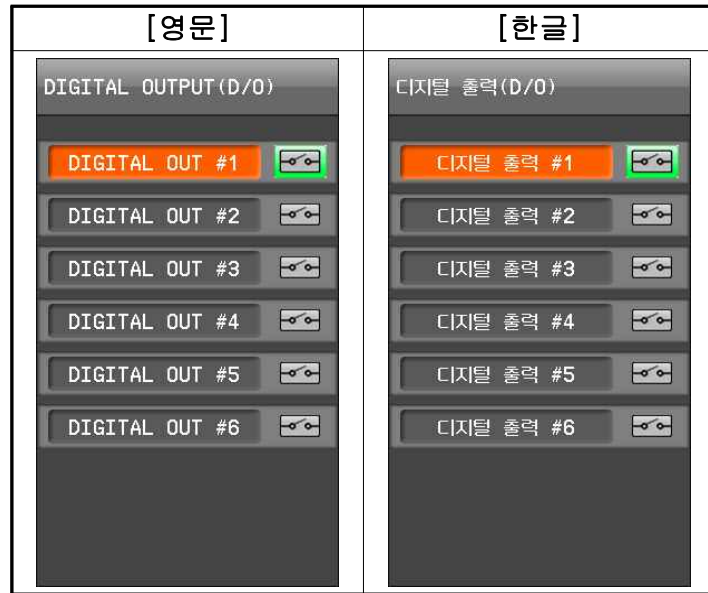 [영문]
[한글]
DIGITAL OUTPUT(D/O)
DIGITAL OUT #1
DIGITAL OUT #2
DIGITAL OUT #3
DIGITAL OUT #4
DIGITAL OUT #5
DIGITAL OUT #6
디지털 출력(D/O)
디지털 출력 #1
디지털 출력 #2
디지털 출력 #3
디지털 출력 #4
디지털 출력 #5
디지털 출력 #6